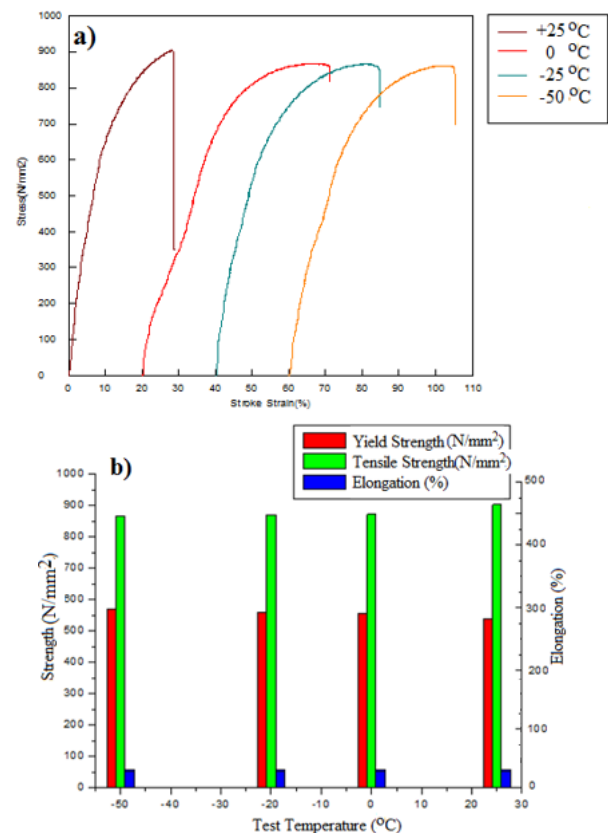 a)
+25 °C
0 °C
-25 °C
-50 °C
1000
900
800
700
600
500
400
300
200
100
0
Stress(N/mm2)
0 10 20 30 40 50 60 70 80 90 100 110
Stroke Strain(%)
b)
Yield Strength (N/mm²)
Tensile Strength(N/mm²)
Elongation (%)
1000
900
800
700
600
500
400
300
200
100
0
Strength (N/mm²)
500
400
300
200
100
0
Elongation (%)
-50 -40 -30 -20 -10 0 10 20 30
Test Temperature (°C)